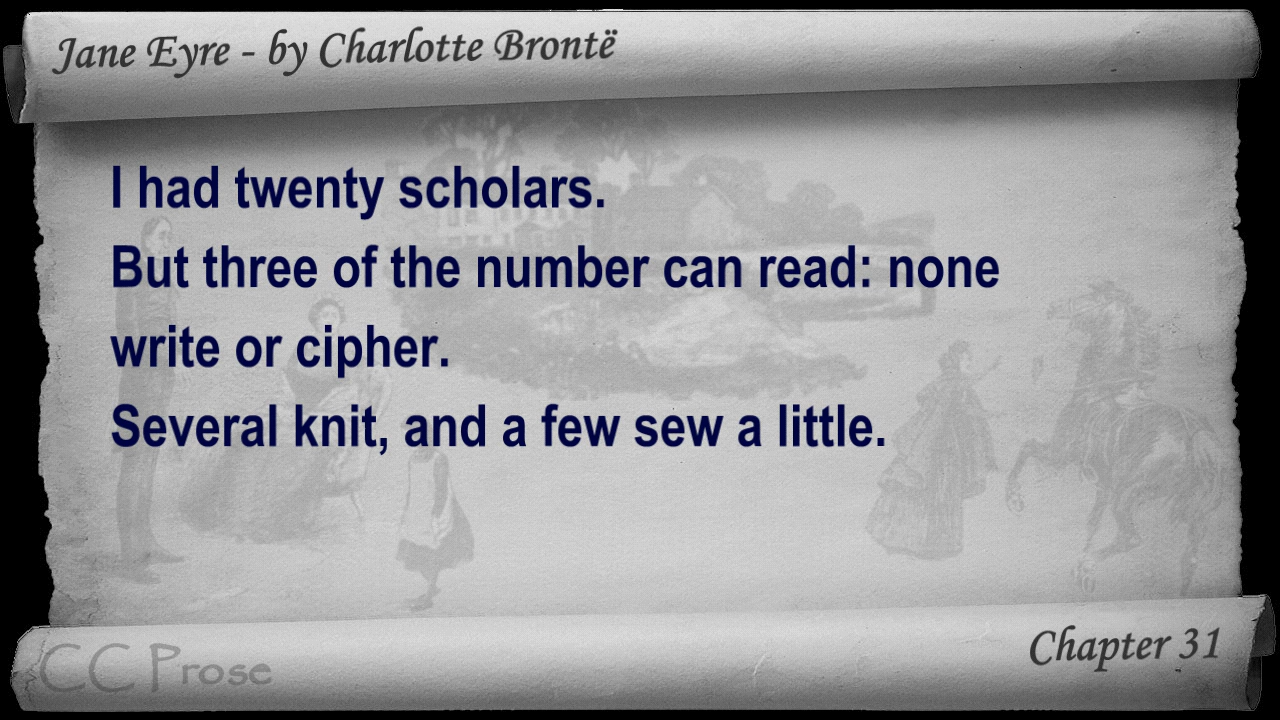 Jane Eyre - by Charlotte Brontë
I had twenty scholars.
But three of the number can read: none
write or cipher.
Several knit, and a few sew a little.
CC Prose
Chapter 31